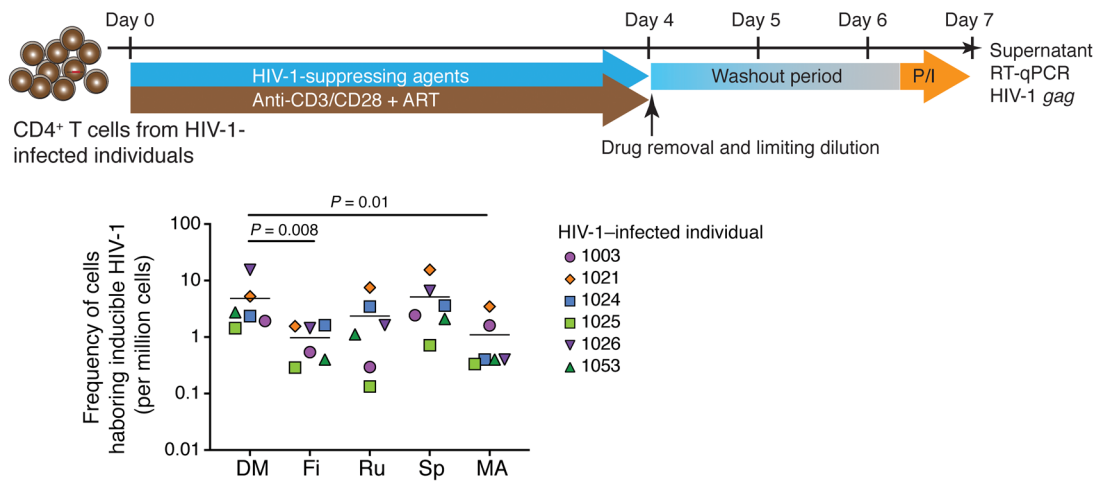 Day 0
Day 4
Day 5
Day 6
Day 7
HIV-1-suppressing agents
Anti-CD3/CD28 + ART
Washout period
P/I
Supernatant
RT-qPCR
HIV-1 gag
CD4⁺ T cells from HIV-1-
infected individuals
Drug removal and limiting dilution
P = 0.01
P = 0.008
Frequency of cells
haboring inducible HIV-1
(per million cells)
100
10
1
0.1
0.01
DM
Fi
Ru
Sp
MA
HIV-1–infected individual
1003
1021
1024
1025
1026
1053